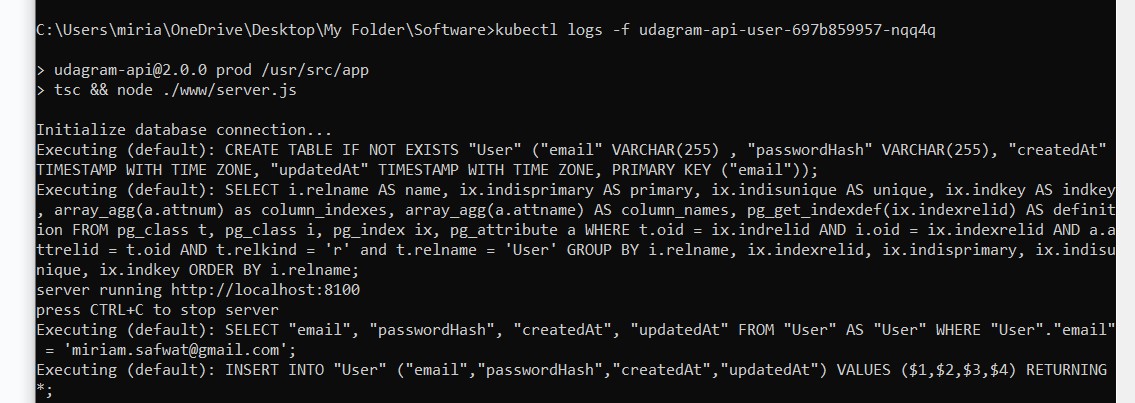 C:\Users\miria\OneDrive\Desktop\My Folder\Software>kubectl logs -f udagram-api-user-697b859957-nqq4q
> udagram-api@2.0.0 prod /usr/src/app
> tsc && node ./www/server.js
Initialize database connection...
Executing (default): CREATE TABLE IF NOT EXISTS "User" ("email" VARCHAR(255) , "passwordHash" VARCHAR(255), "createdAt"
TIMESTAMP WITH TIME ZONE, "updatedAt" TIMESTAMP WITH TIME ZONE, PRIMARY KEY ("email"));
Executing (default): SELECT i.relname AS name, ix.indisprimary AS primary, ix.indisunique AS unique, ix.indkey AS indkey
, array_agg(a.attnum) as column_indexes, array_agg(a.attname) AS column_names, pg_get_indexdef(ix.indexrelid) AS definit
ion FROM pg_class t, pg_class i, pg_index ix, pg_attribute a WHERE t.oid = ix.indrelid AND i.oid = ix.indexrelid AND a.a
ttrelid = t.oid AND t.relkind = 'r' and t.relname = 'User' GROUP BY i.relname, ix.indexrelid, ix.indisprimary, ix.indisu
nique, ix.indkey ORDER BY i.relname;
server running http://localhost:8100
press CTRL+C to stop server
Executing (default): SELECT "email", "passwordHash", "createdAt", "updatedAt" FROM "User" AS "User" WHERE "User"."email"
 = 'miriam.safwat@gmail.com';
Executing (default): INSERT INTO "User" ("email","passwordHash","createdAt","updatedAt") VALUES ($1,$2,$3,$4) RETURNING
*;